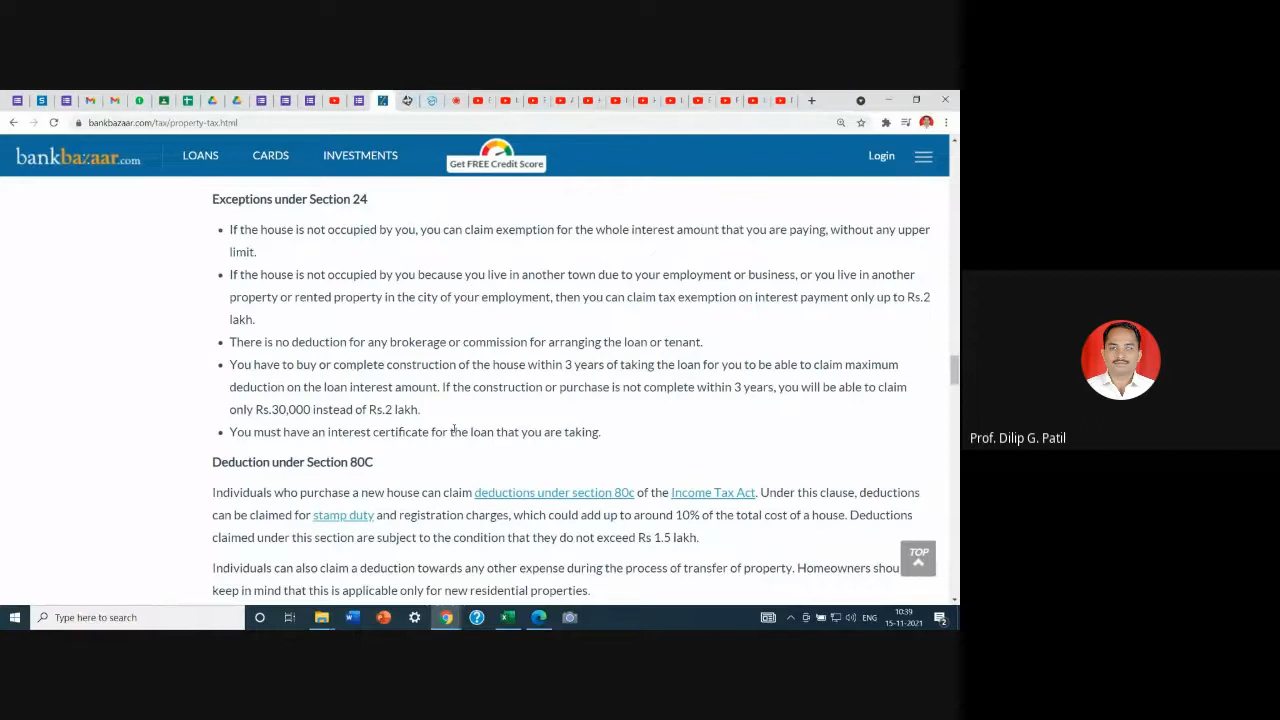 bankbazaar.com/tax/property-tax.html
bankbazaar.com
LOANS
CARDS
INVESTMENTS
Get FREE Credit Score
Login
Exceptions under Section 24
If the house is not occupied by you, you can claim exemption for the whole interest amount that you are paying, without any upper
limit.
If the house is not occupied by you because you live in another town due to your employment or business, or you live in another
property or rented property in the city of your employment, then you can claim tax exemption on interest payment only up to Rs.2
lakh.
There is no deduction for any brokerage or commission for arranging the loan or tenant.
You have to buy or complete construction of the house within 3 years of taking the loan for you to be able to claim maximum
deduction on the loan interest amount. If the construction or purchase is not complete within 3 years, you will be able to claim
only Rs.30,000 instead of Rs.2 lakh.
You must have an interest certificate for the loan that you are taking.
Deduction under Section 80C
Individuals who purchase a new house can claim deductions under section 80c of the Income Tax Act. Under this clause, deductions
can be claimed for stamp duty and registration charges, which could add up to around 10% of the total cost of a house. Deductions
claimed under this section are subject to the condition that they do not exceed Rs 1.5 lakh.
TOP
Individuals can also claim a deduction towards any other expense during the process of transfer of property. Homeowners shou
keep in mind that this is applicable only for new residential properties.
Prof. Dilip G. Patil
Type here to search
ENG
10:39
15-11-2021